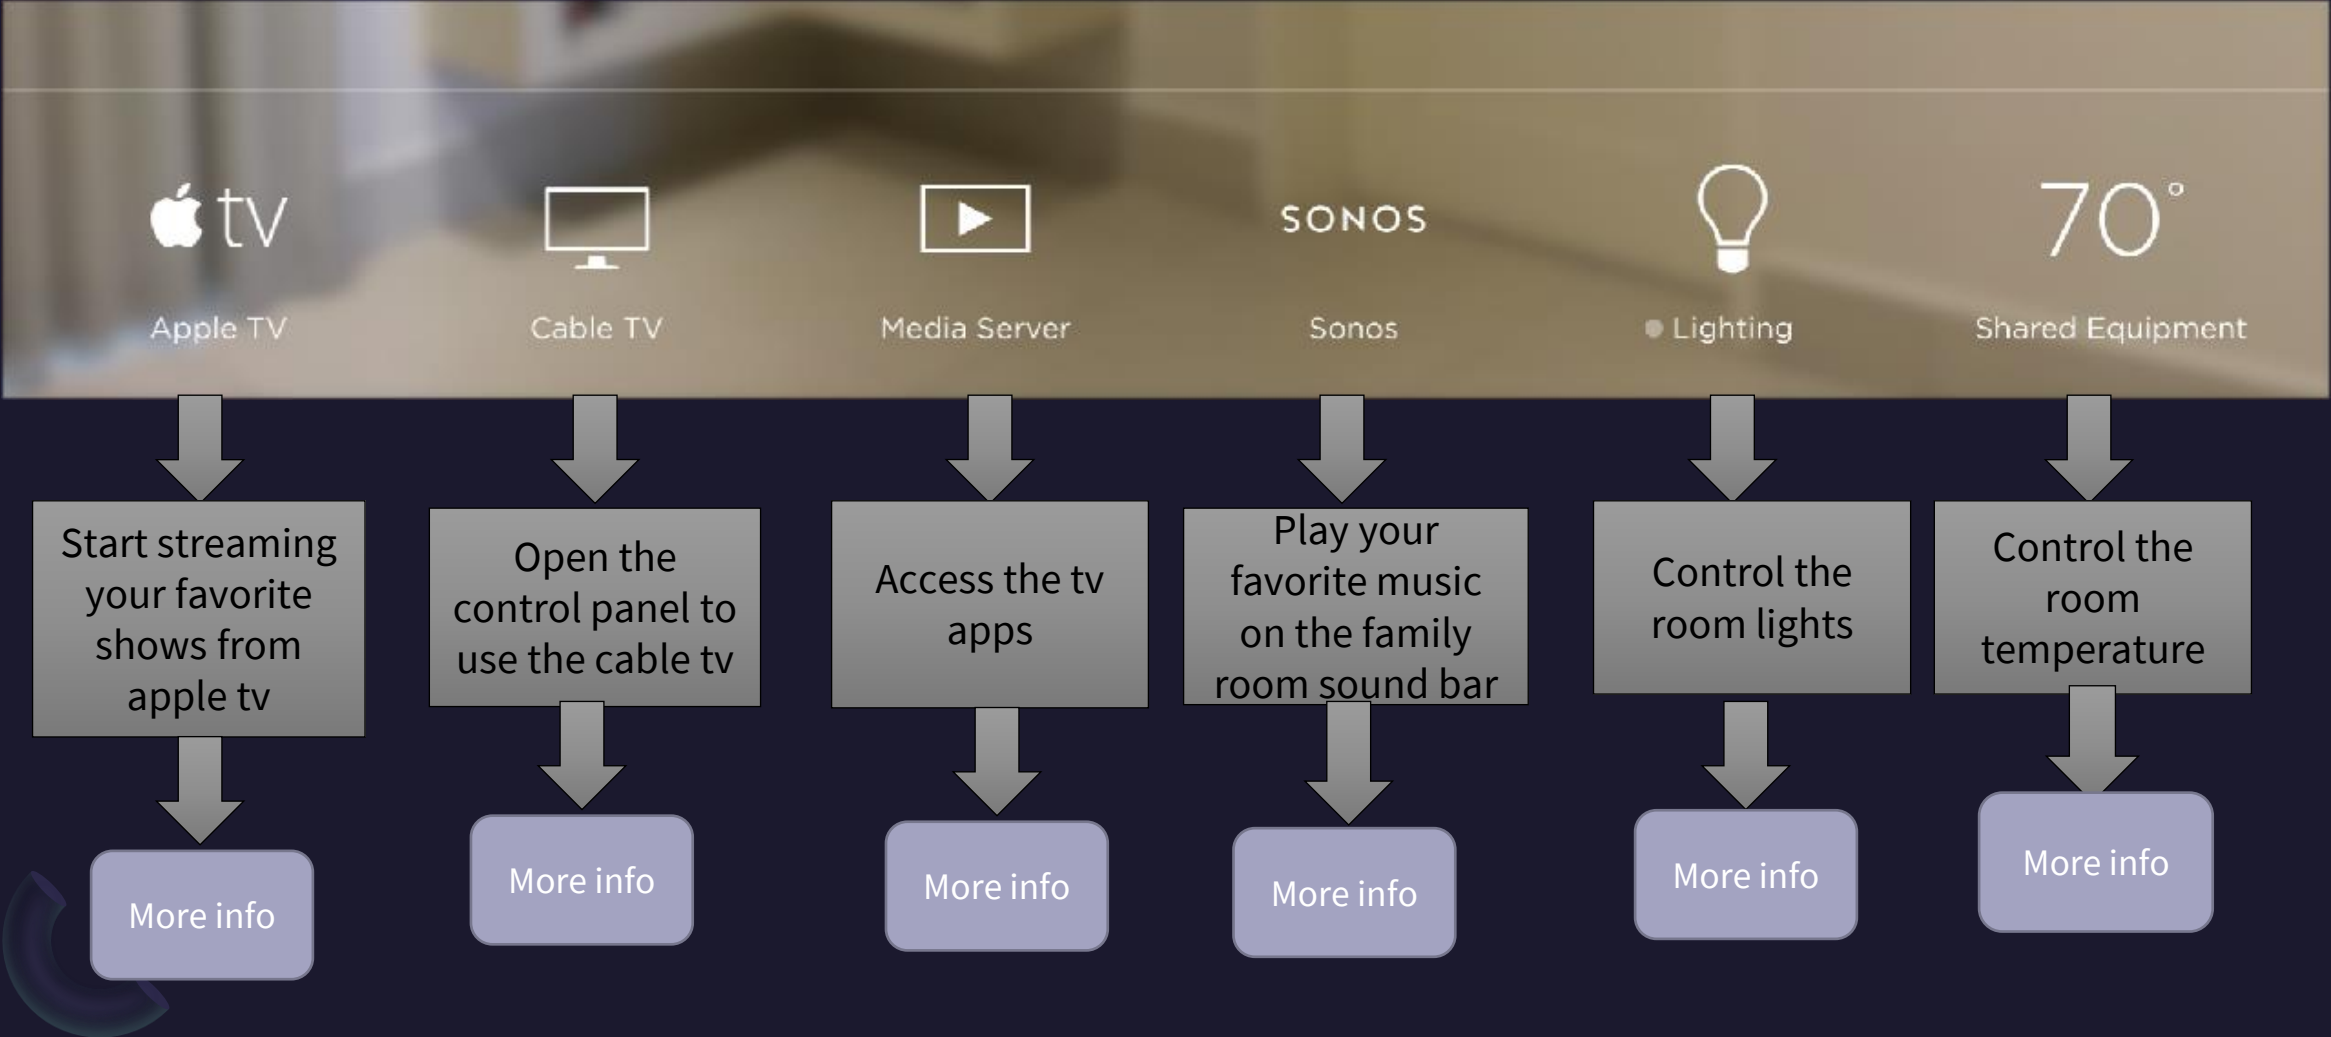 tv
SONOS
70°
Apple TV
Cable TV
Media Server
Sonos
Lighting
Shared Equipment
Start streaming
your favorite
shows from
apple tv
Open the
control panel to
use the cable tv
Access the tv
apps
Play your
favorite music
on the family
room sound bar
Control the
room lights
Control the
room
temperature
More info
More info
More info
More info
More info
More info